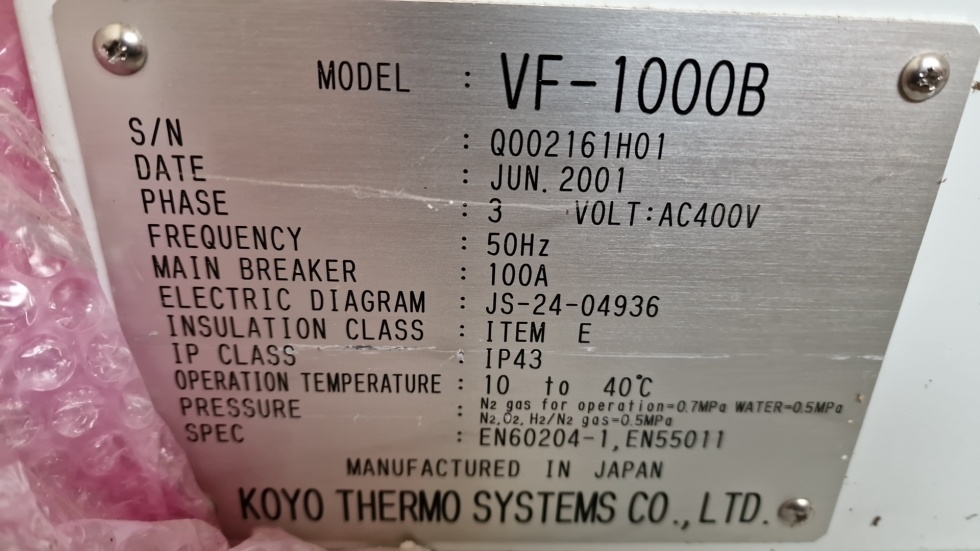 MODEL : VF-1000B
S/N : Q002161H01
DATE : JUN. 2001
PHASE : 3 VOLT:AC400V
FREQUENCY : 50Hz
MAIN BREAKER : 100A
ELECTRIC DIAGRAM : JS-24-04936
INSULATION CLASS : ITEM E
IP CLASS : IP43
OPERATION TEMPERATURE : 10 to 40℃
PRESSURE : N2 gas for operation=0.7MPa WATER=0.5MPa
N2,O2,H2/N2 gas=0.5MPa
SPEC : EN60204-1,EN55011
MANUFACTURED IN JAPAN
KOYO THERMO SYSTEMS CO.,LTD.